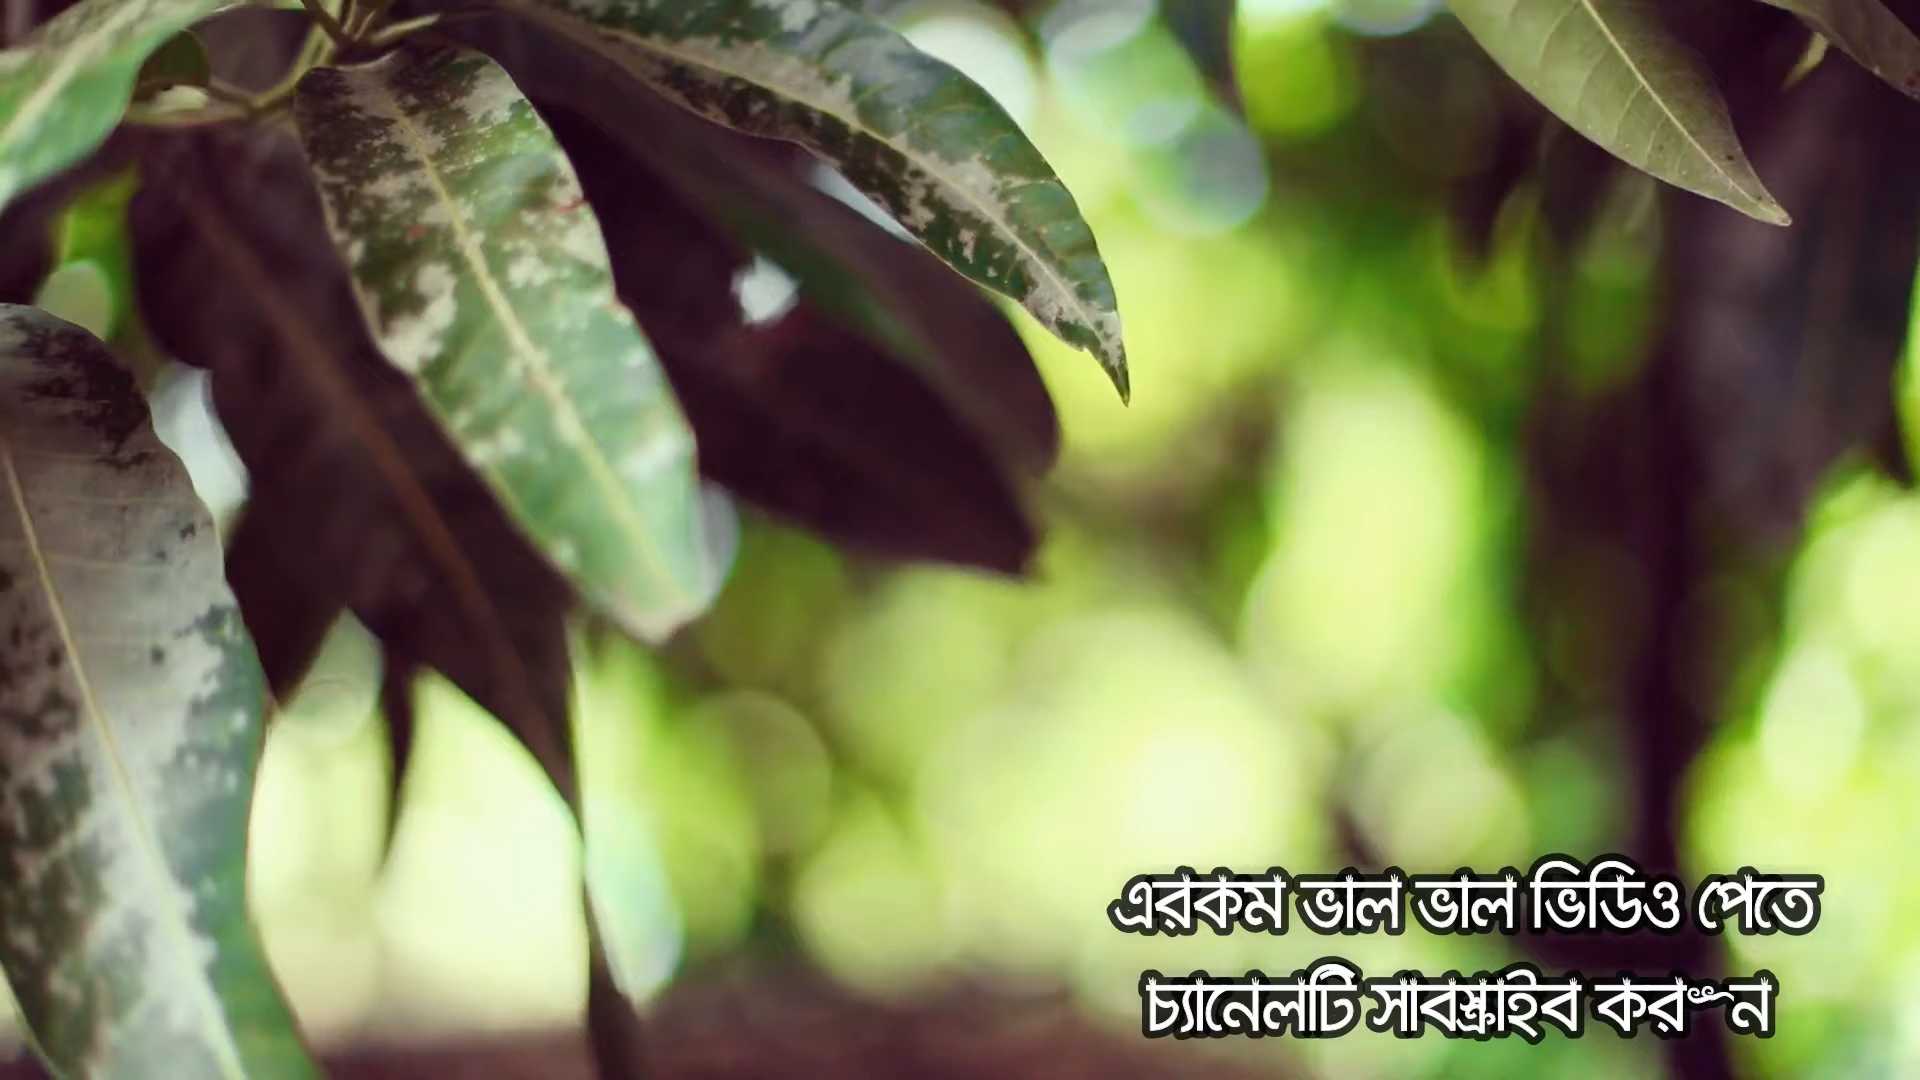 এরকম ভাল ভাল ভিডিও পেতে
চ্যানেলটি সাবস্ক্রাইব করুন